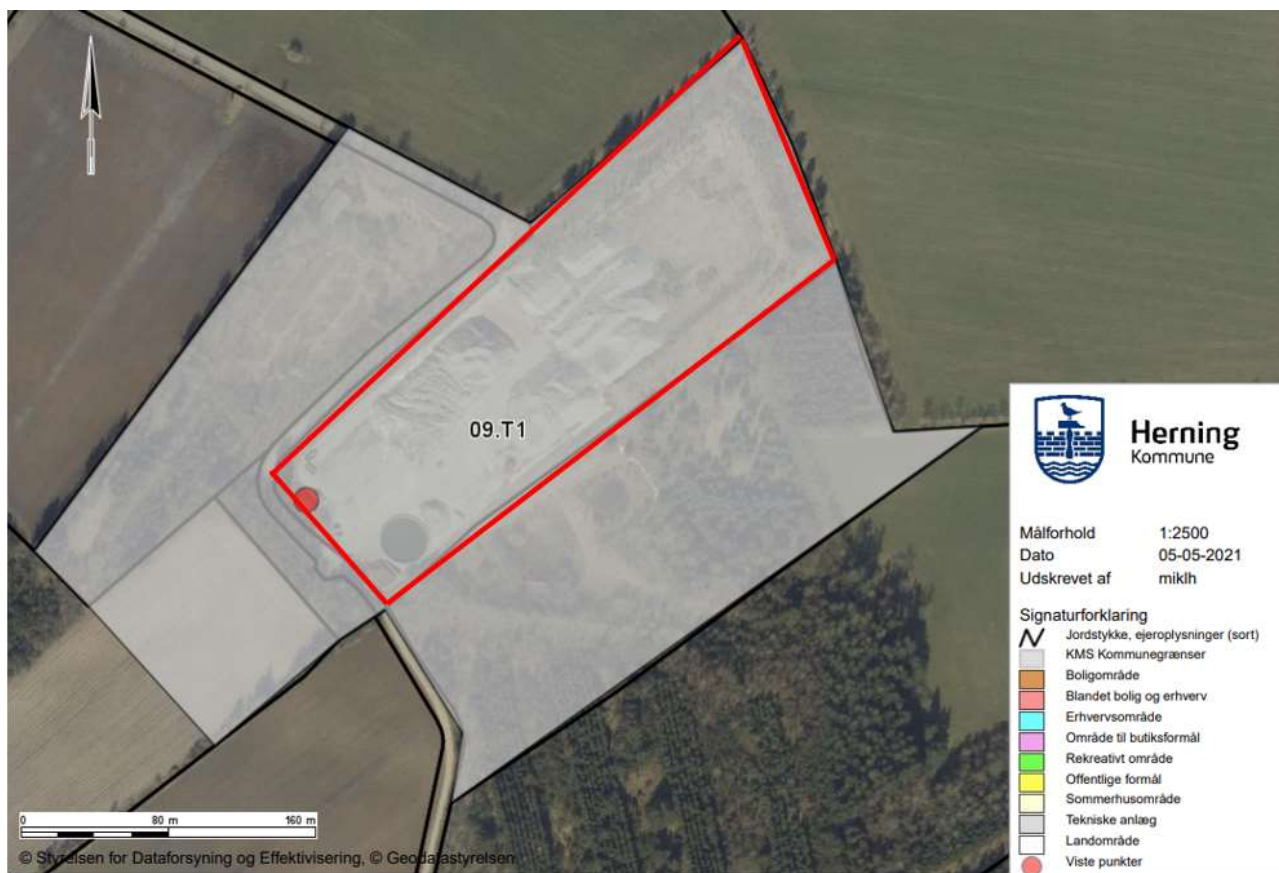 09.T1
Herning
Kommune
Målforhold 1:2500
Dato 05-05-2021
Udskrevet af miklh
Signaturforklaring
Jordstykke, ejeroplysninger (sort)
KMS Kommunegrænser
Boligområde
Blandet bolig og erhverv
Erhvervsområde
Område til butiksformål
Rekreativt område
Offentlige formål
Sommerhusområde
Tekniske anlæg
Landområde
Viste punkter
0 80 m 160 m
© Styrelsen for Dataforsyning og Effektivisering, © Geodatastyrelsen